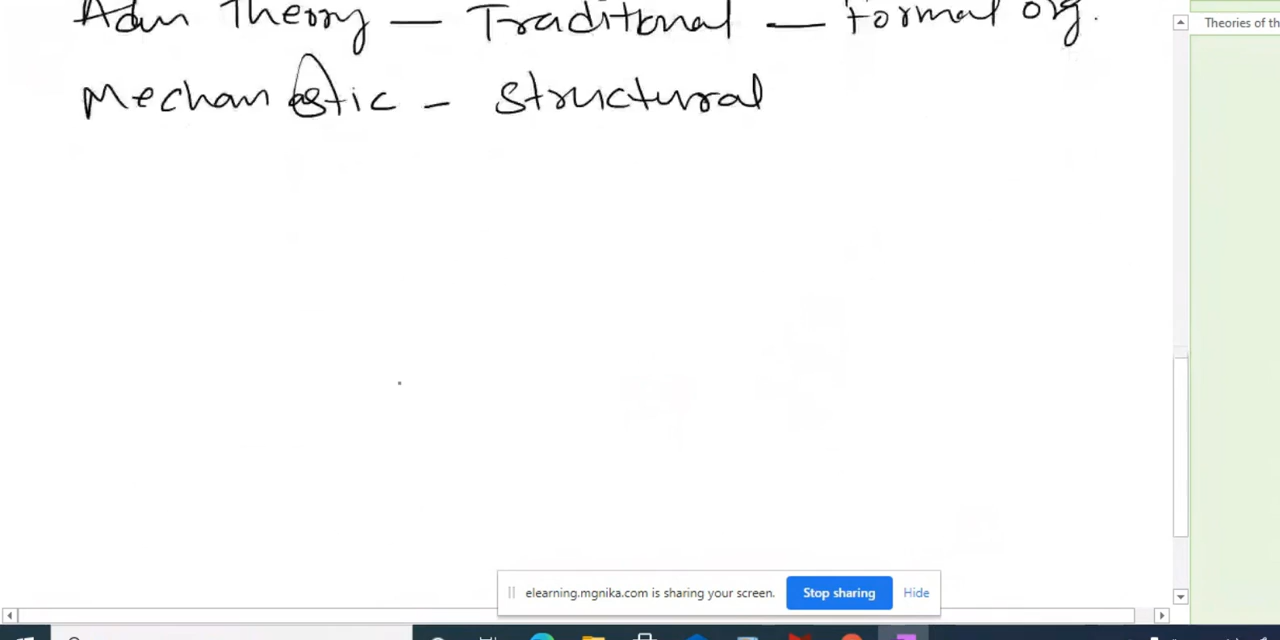 Adm Theory — Traditional — Formal org.
Theories of th
Mechanistic - structural
elearning.mgnika.com is sharing your screen. Stop sharing Hide